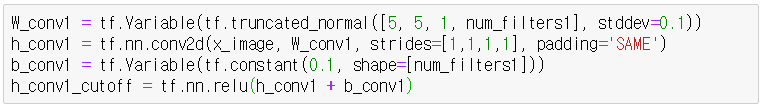 W_conv1 = tf.Variable(tf.truncated_normal([5, 5, 1, num_filters1], stddev=0.1))
h_conv1 = tf.nn.conv2d(x_image, W_conv1, strides=[1,1,1,1], padding='SAME')
b_conv1 = tf.Variable(tf.constant(0.1, shape=[num_filters1]))
h_conv1_cutoff = tf.nn.relu(h_conv1 + b_conv1)